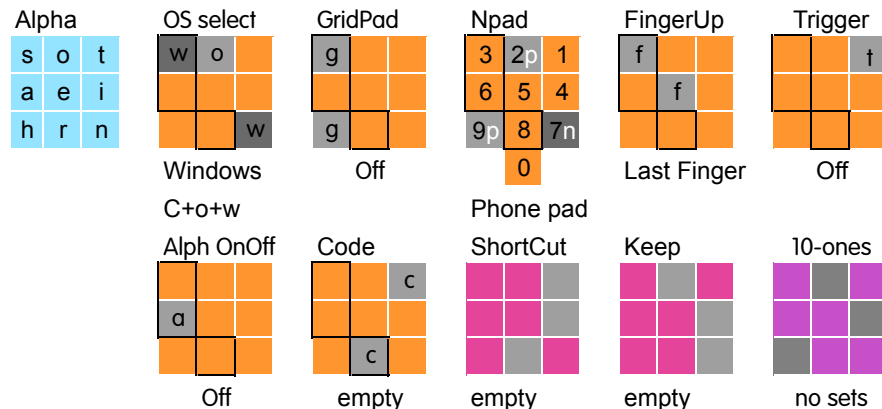 Alpha OS select GridPad Npad FingerUp Trigger
s o t w o g 3 2p 1 f t
a e i 6 5 4 f
h r n w g 9p 8 7n
Windows Off 0 Last Finger Off
C+o+w Phone pad
Alph OnOff Code ShortCut Keep 10-ones
c
a
c
Off empty empty empty no sets